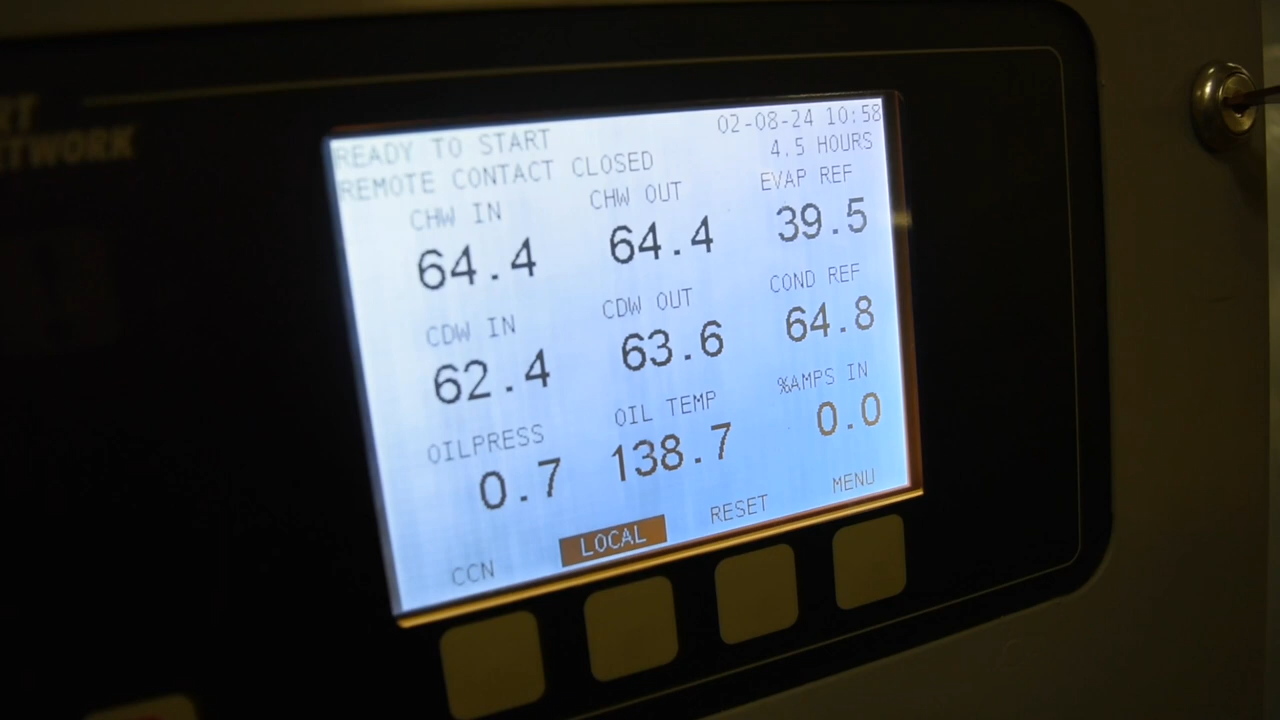 READY TO START
02-08-24 10:58
REMOTE CONTACT CLOSED
4.5 HOURS
CHW IN CHW OUT EVAP REF
64.4 64.4 39.5
CDW IN CDW OUT COND REF
62.4 63.6 64.8
OILPRESS OIL TEMP %AMPS IN
0.7 138.7 0.0
CCN LOCAL RESET MENU